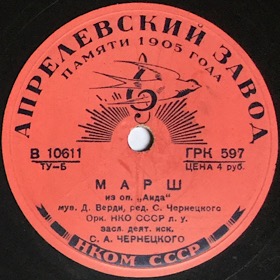 АПРЕЛЕВСКИЙ ЗАВОД
ПАМЯТИ 1905 ГОДА
В 10611 ГРК 597
ТУ-Б ЦЕНА 4 руб.
МАРШ
из оп. „Аида"
муз. Д. Верди, ред. С. Чернецкого
Орк. НКО СССР п. у.
засл. деят. иск.
С. А. ЧЕРНЕЦКОГО
НКОМ СССР